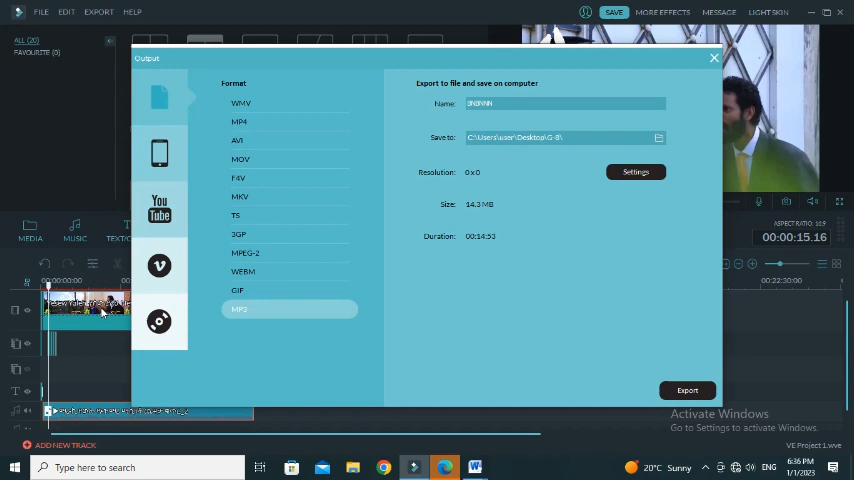 FILE EDIT EXPORT HELP
SAVE MORE EFFECTS MESSAGE LIGHT SKIN
ALL (20)
FAVOURITE (0)
Output
Format
WMV
MP4
AVI
MOV
F4V
MKV
TS
3GP
MPEG-2
WEBM
GIF
MP3
You
Tube
Export to file and save on computer
Name: BNBNNN
Save to: C:\Users\user\Desktop\G-8\
Resolution: 0 x 0
Settings
Size: 14.3 MB
Duration: 00:14:53
Export
MEDIA MUSIC TEXT/C
ASPECT RATIO: 16:9
00:00:15.16
00:00:00:00
00:22:30:00
ADD NEW TRACK
Activate Windows
Go to Settings to activate Windows.
VE Project 1.wve
Type here to search
20°C Sunny
ENG
6:36 PM
1/1/2023